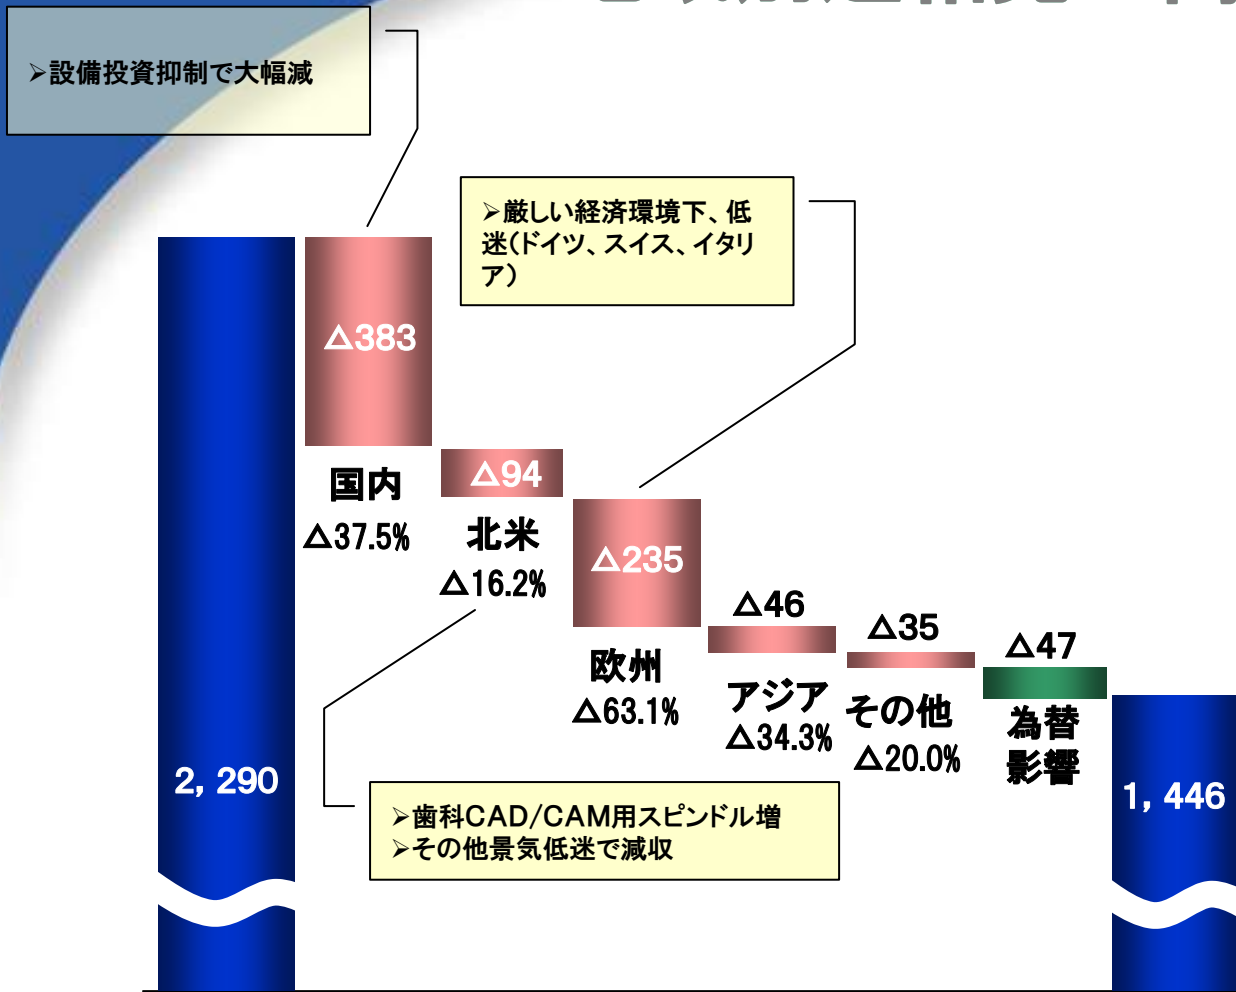 ➢設備投資抑制で大幅減
➢厳しい経済環境下、低
迷(ドイツ、スイス、イタリ
ア)
△383
国内
△37.5%
△94
北米
△16.2%
△235
欧州
△63.1%
△46
アジア
△34.3%
△35
その他
△20.0%
△47
為替
影響
2, 290
1, 446
➢歯科CAD/CAM用スピンドル増
➢その他景気低迷で減収